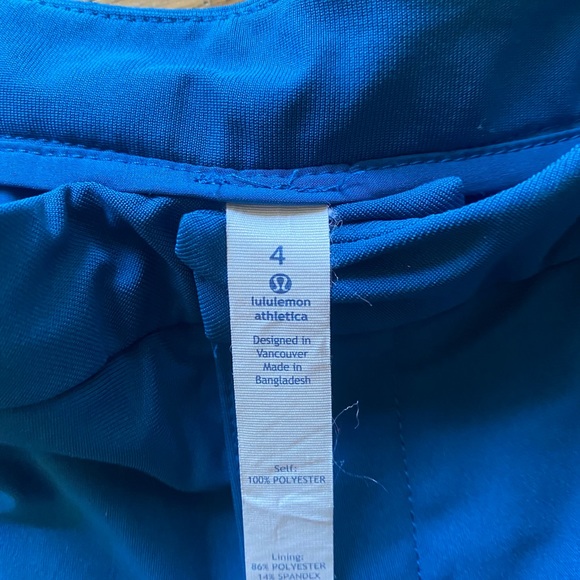 4
lululemon
athletica
Designed in
Vancouver
Made in
Bangladesh
Self:
100% POLYESTER
Lining:
86% POLYESTER
14% SPANDEX